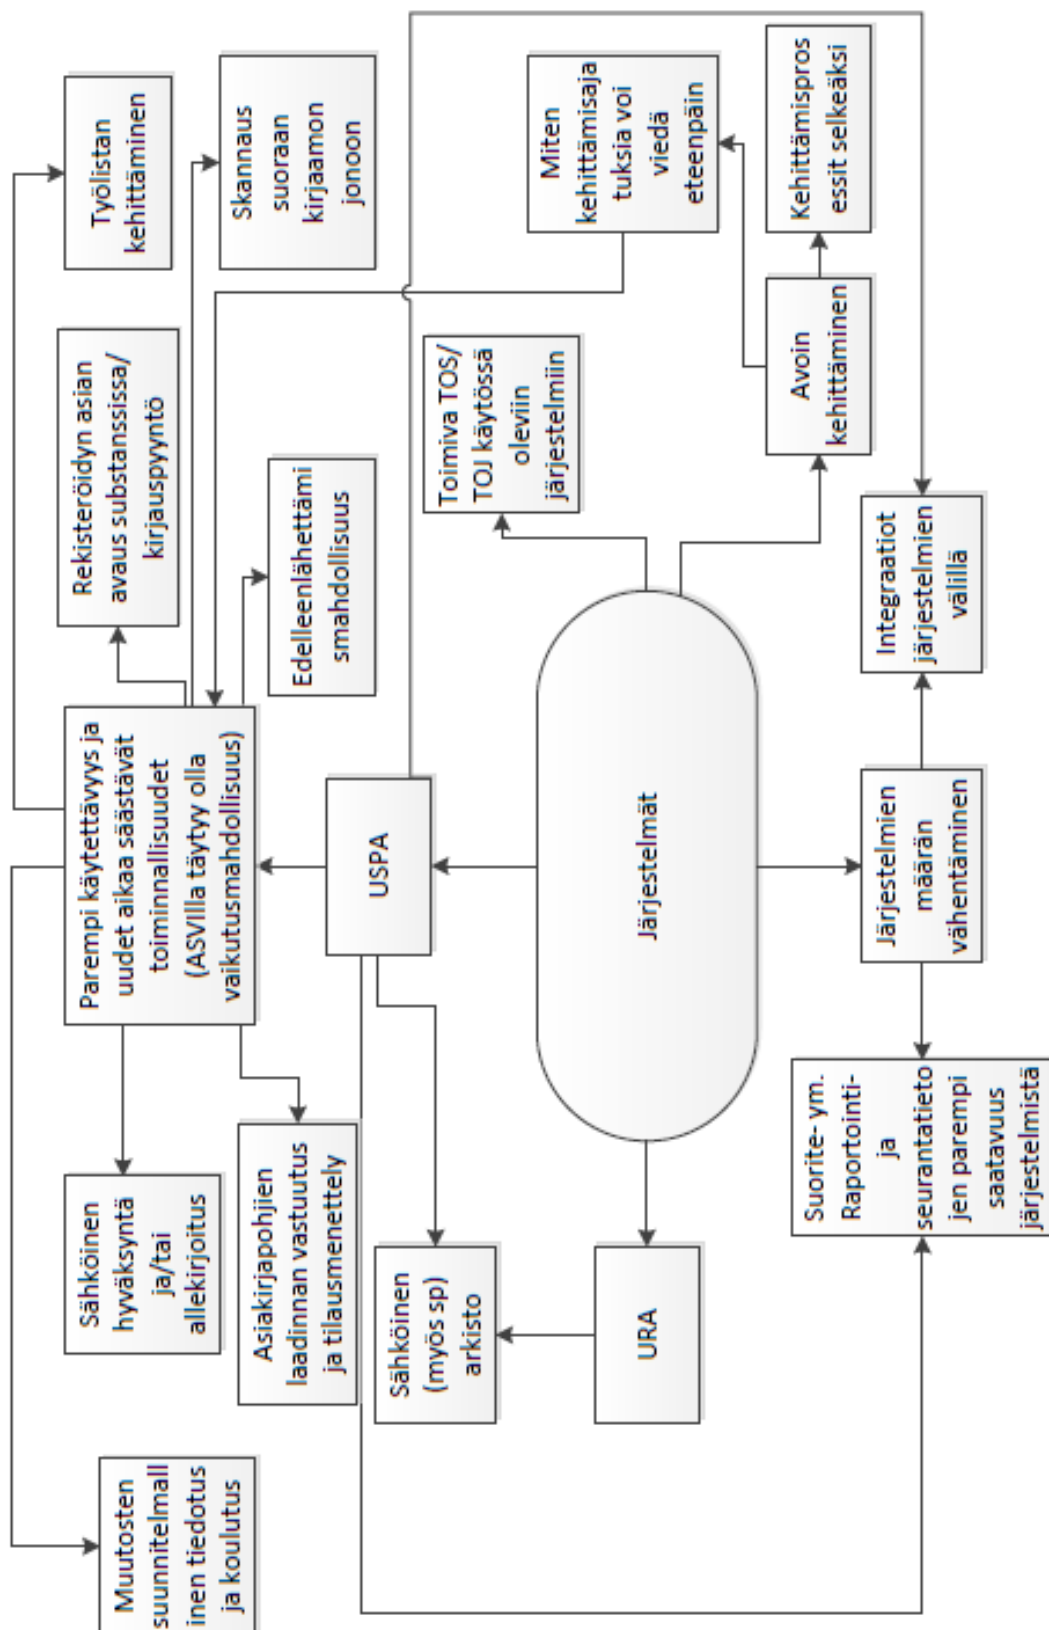 Muutosten
suunnitelmall
inen tiedotus
ja koulutus
Sähköinen
hyväksyntä
ja/tai
allekirjoitus
Parempi käytettävyys ja
uudet aikaa säästävät
toiminnallisuudet
(ASVIlla täytyy olla
vaikutusmahdollisuus)
Rekisteröidyn asian
avaus substanssissa/
kirjauspyyntö
Työlistan
kehittäminen
Skannaus
suoraan
kirjaamon
jonoon
Asiakirjapohjien
laadinnan vastuutus
ja tilausmenettely
Edelleenlähettämi
smahdollisuus
Sähköinen
(myös sp)
arkisto
USPA
Toimiva TOS/
TOJ käytössä
oleviin
järjestelmiin
Miten
kehittämisaja
tuksia voi
viedä
eteenpäin
URA
Järjestelmät
Avoin
kehittäminen
Kehittämispros
essit selkeäksi
Suorite- ym.
Raportointi-
ja
seurantatieto
jen parempi
saatavuus
järjestelmistä
Järjestelmien
määrän
vähentäminen
Integraatiot
järjestelmien
välillä